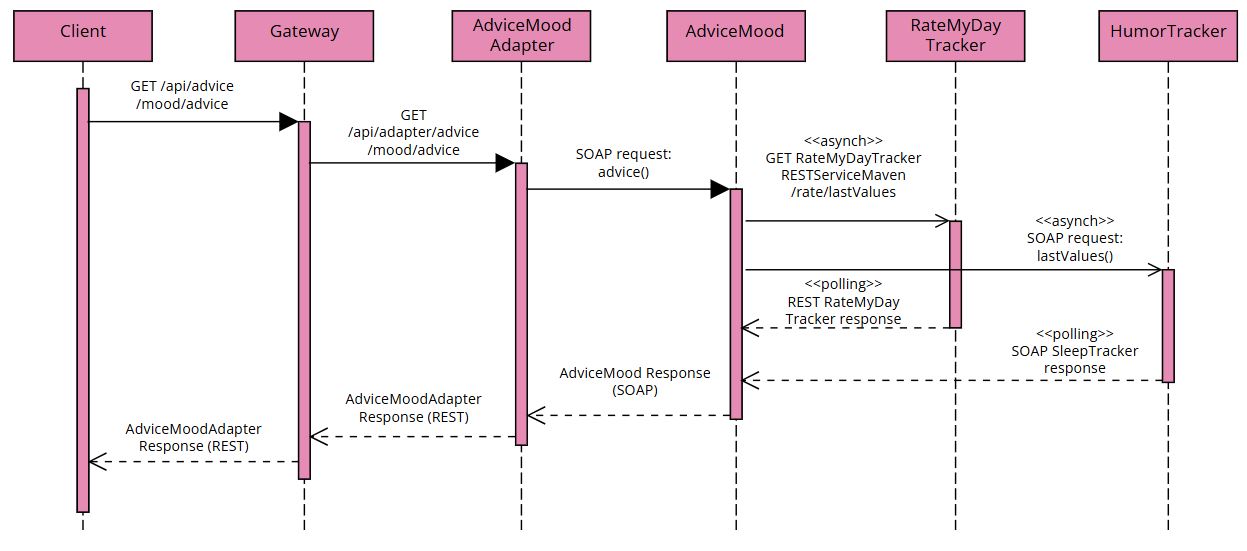 Client
Gateway
AdviceMood
Adapter
AdviceMood
RateMyDay
Tracker
HumorTracker
GET /api/advice
/mood/advice
GET
/api/adapter/advice
/mood/advice
SOAP request:
advice()
<<asynch>>
GET RateMyDayTracker
RESTServiceMaven
/rate/lastValues
<<asynch>>
SOAP request:
lastValues()
<<polling>>
REST RateMyDay
Tracker response
<<polling>>
SOAP SleepTracker
response
AdviceMood Response
(SOAP)
AdviceMoodAdapter
Response (REST)
AdviceMoodAdapter
Response (REST)